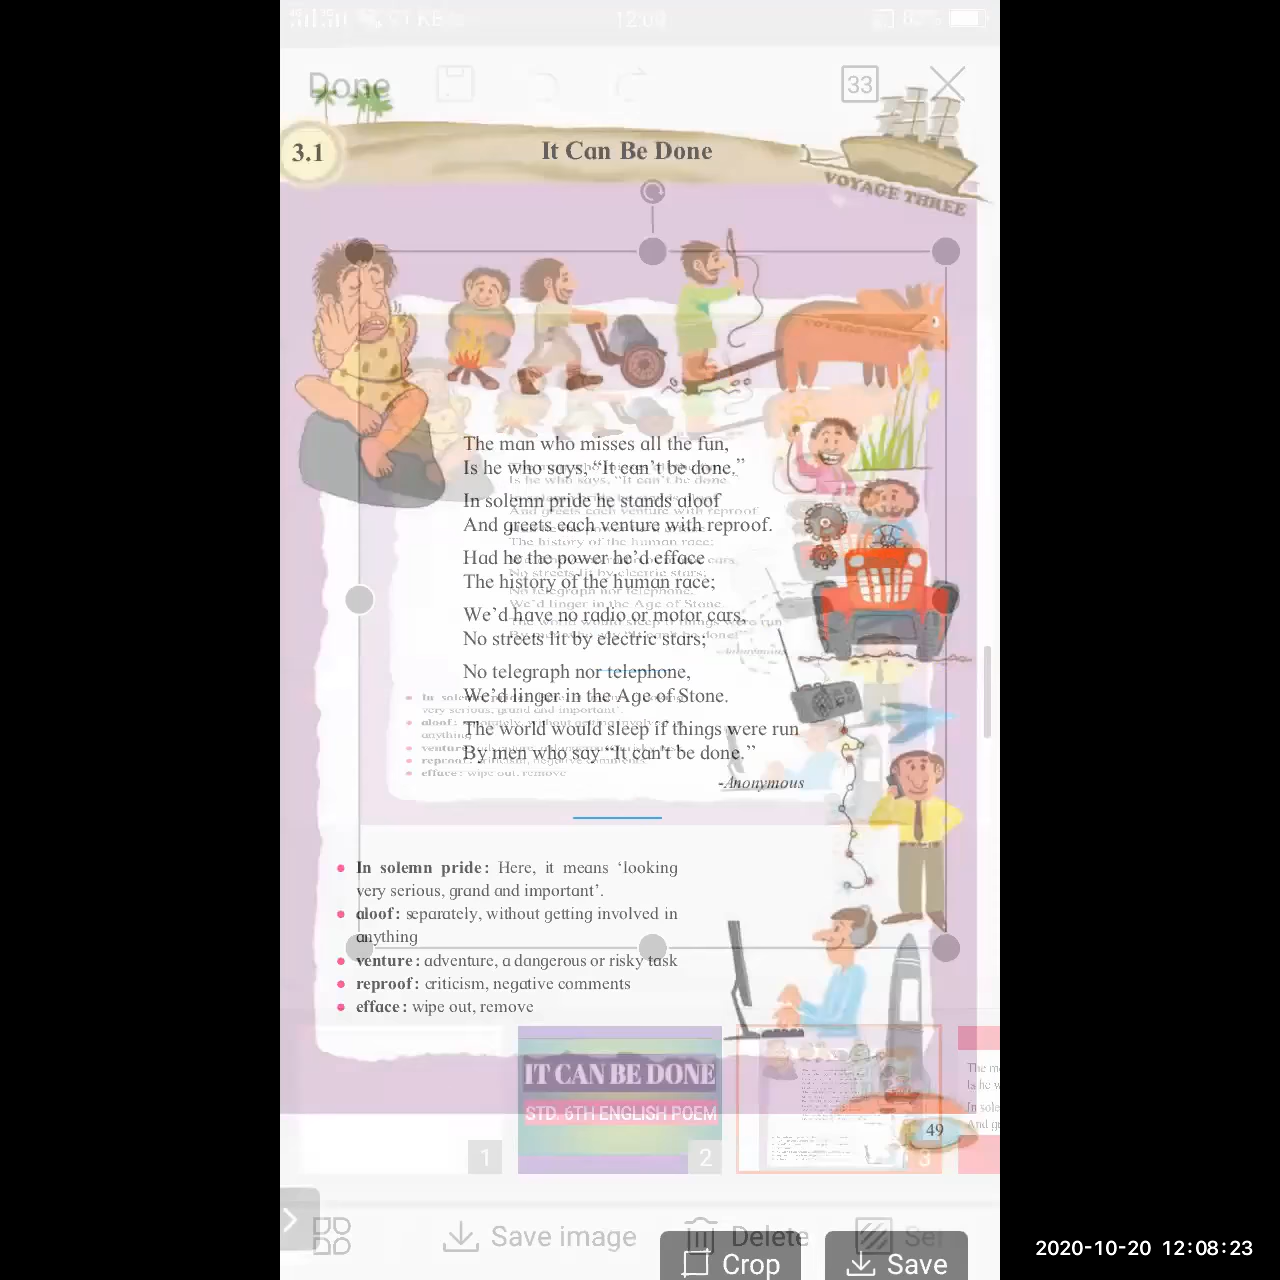 12:09
Done
33
3.1
It Can Be Done
VOYAGE THREE
The man who misses all the fun,
Is he who says, “It can’t be done.”
In solemn pride he stands aloof
And greets each venture with reproof.
Had he the power he’d efface
The history of the human race;
We’d have no radio or motor cars,
No streets lit by electric stars;
No telegraph nor telephone,
We’d linger in the Age of Stone.
The world would sleep if things were run
By men who say “It can't be done.”
-Anonymous
• In solemn pride: Here, it means ‘looking
very serious, grand and important’.
• aloof: separately, without getting involved in
anything
• venture: adventure, a dangerous or risky task
• reproof: criticism, negative comments
• efface: wipe out, remove
IT CAN BE DONE
STD. 6TH ENGLISH POEM
49
1
2
3
Save image
Delete
Crop
Save
2020-10-20 12:08:23